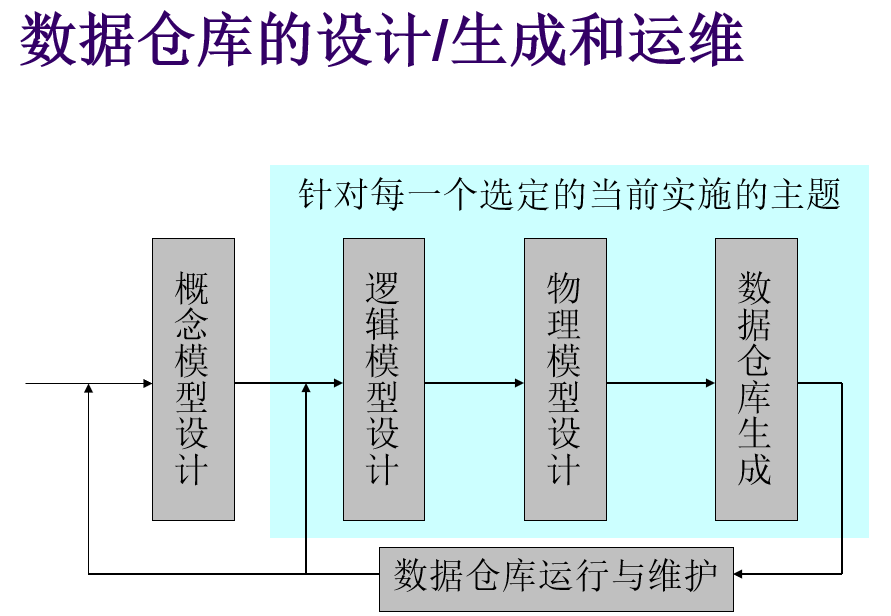 数据仓库的设计/生成和运维
针对每一个选定的当前实施的主题
概念模型设计
逻辑模型设计
物理模型设计
数据仓库生成
数据仓库运行与维护